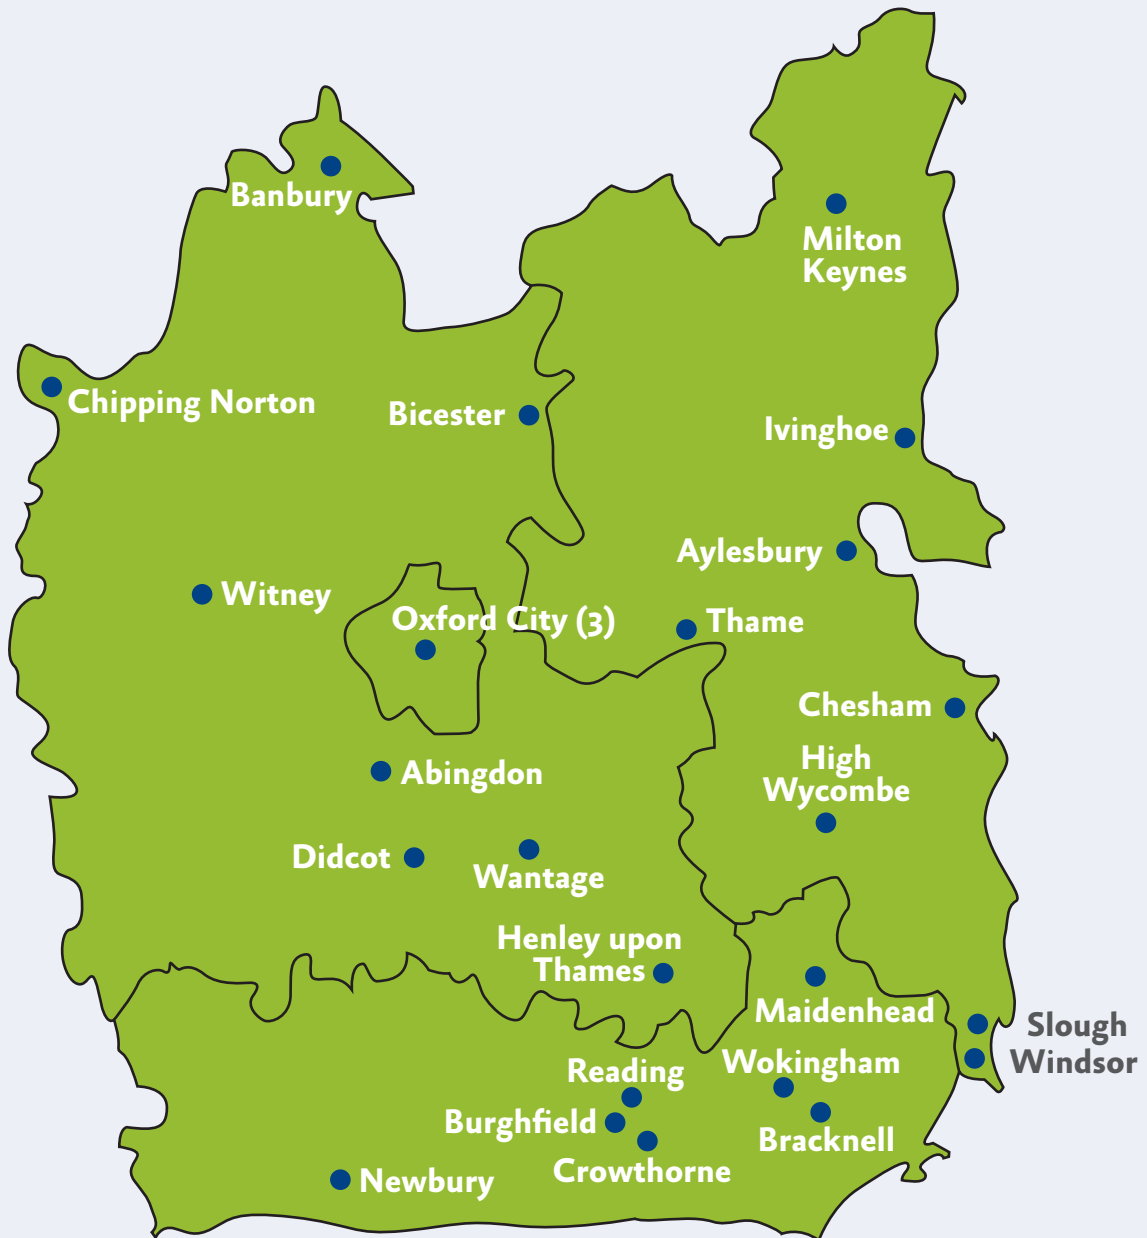 Banbury
Milton
Keynes
Chipping Norton
Bicester
Ivinghoe
Aylesbury
Witney
Oxford City (3)
Thame
Chesham
High
Wycombe
Abingdon
Didcot
Wantage
Henley upon
Thames
Maidenhead
Slough
Windsor
Reading
Wokingham
Burghfield
Bracknell
Crowthorne
Newbury